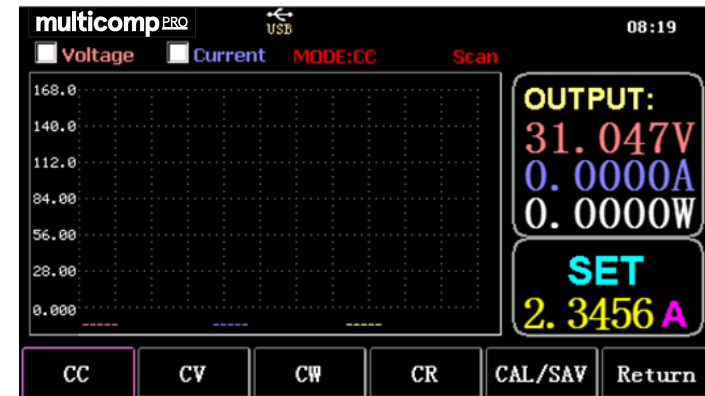 multicomp PRO
USB
08:19
Voltage Current MODE:CC Scan
168.0
140.0
112.0
84.00
56.00
28.00
0.000
-----
-----
-----
OUTPUT:
31.047V
0.0000A
0.0000W
SET
2.3456 A
CC CV CW CR CAL/SAV Return